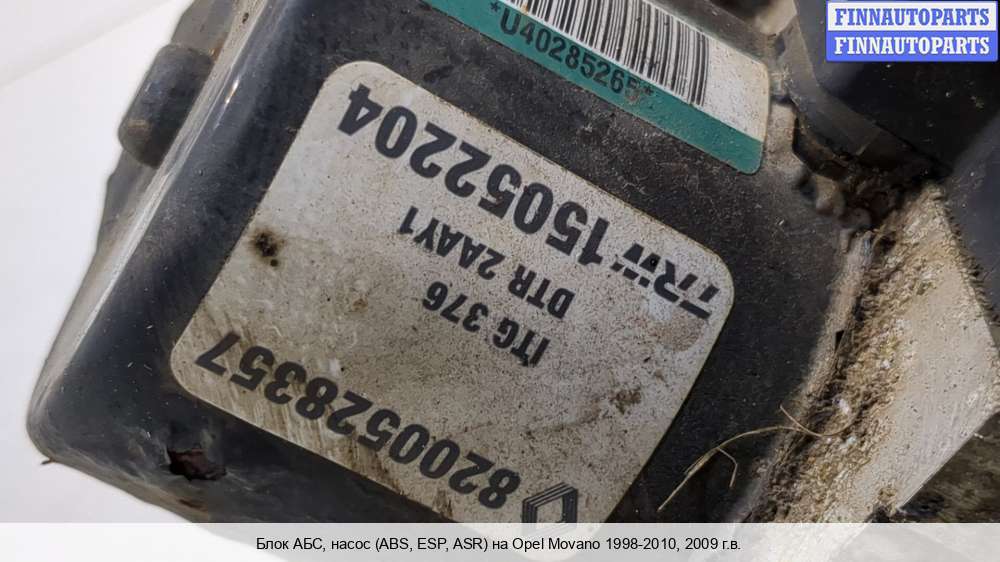 FINNAUTOPARTS
FINNAUTOPARTS
*U40285265*
8200528357
ITG 376
DTR 2AAY1
TRW 15052204
Блок АБС, насос (ABS, ESP, ASR) на Opel Movano 1998-2010, 2009 г.в.